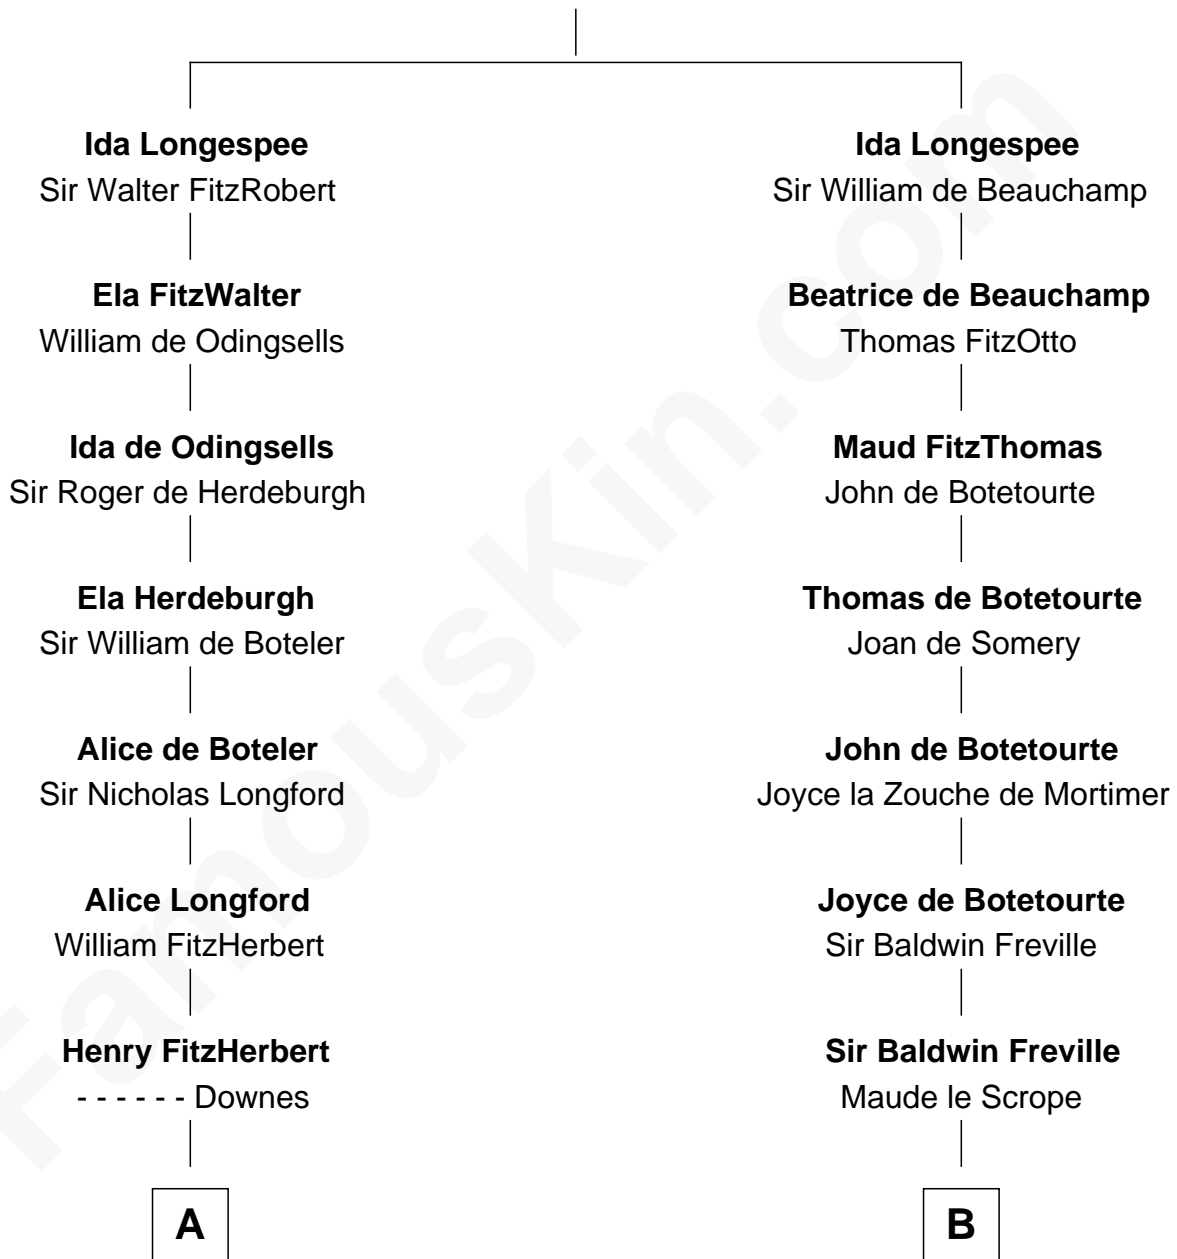 Ida Longespee
Sir Walter FitzRobert
Ida Longespee
Sir William de Beauchamp
Ela FitzWalter
William de Odingsells
Beatrice de Beauchamp
Thomas FitzOtto
Ida de Odingsells
Sir Roger de Herdeburgh
Maud FitzThomas
John de Botetourte
Ela Herdeburgh
Sir William de Boteler
Thomas de Botetourte
Joan de Somery
Alice de Boteler
Sir Nicholas Longford
John de Botetourte
Joyce la Zouche de Mortimer
Alice Longford
William FitzHerbert
Joyce de Botetourte
Sir Baldwin Freville
Henry FitzHerbert
- - - - - - Downes
Sir Baldwin Freville
Maude le Scrope
A
B
FamousKin.com